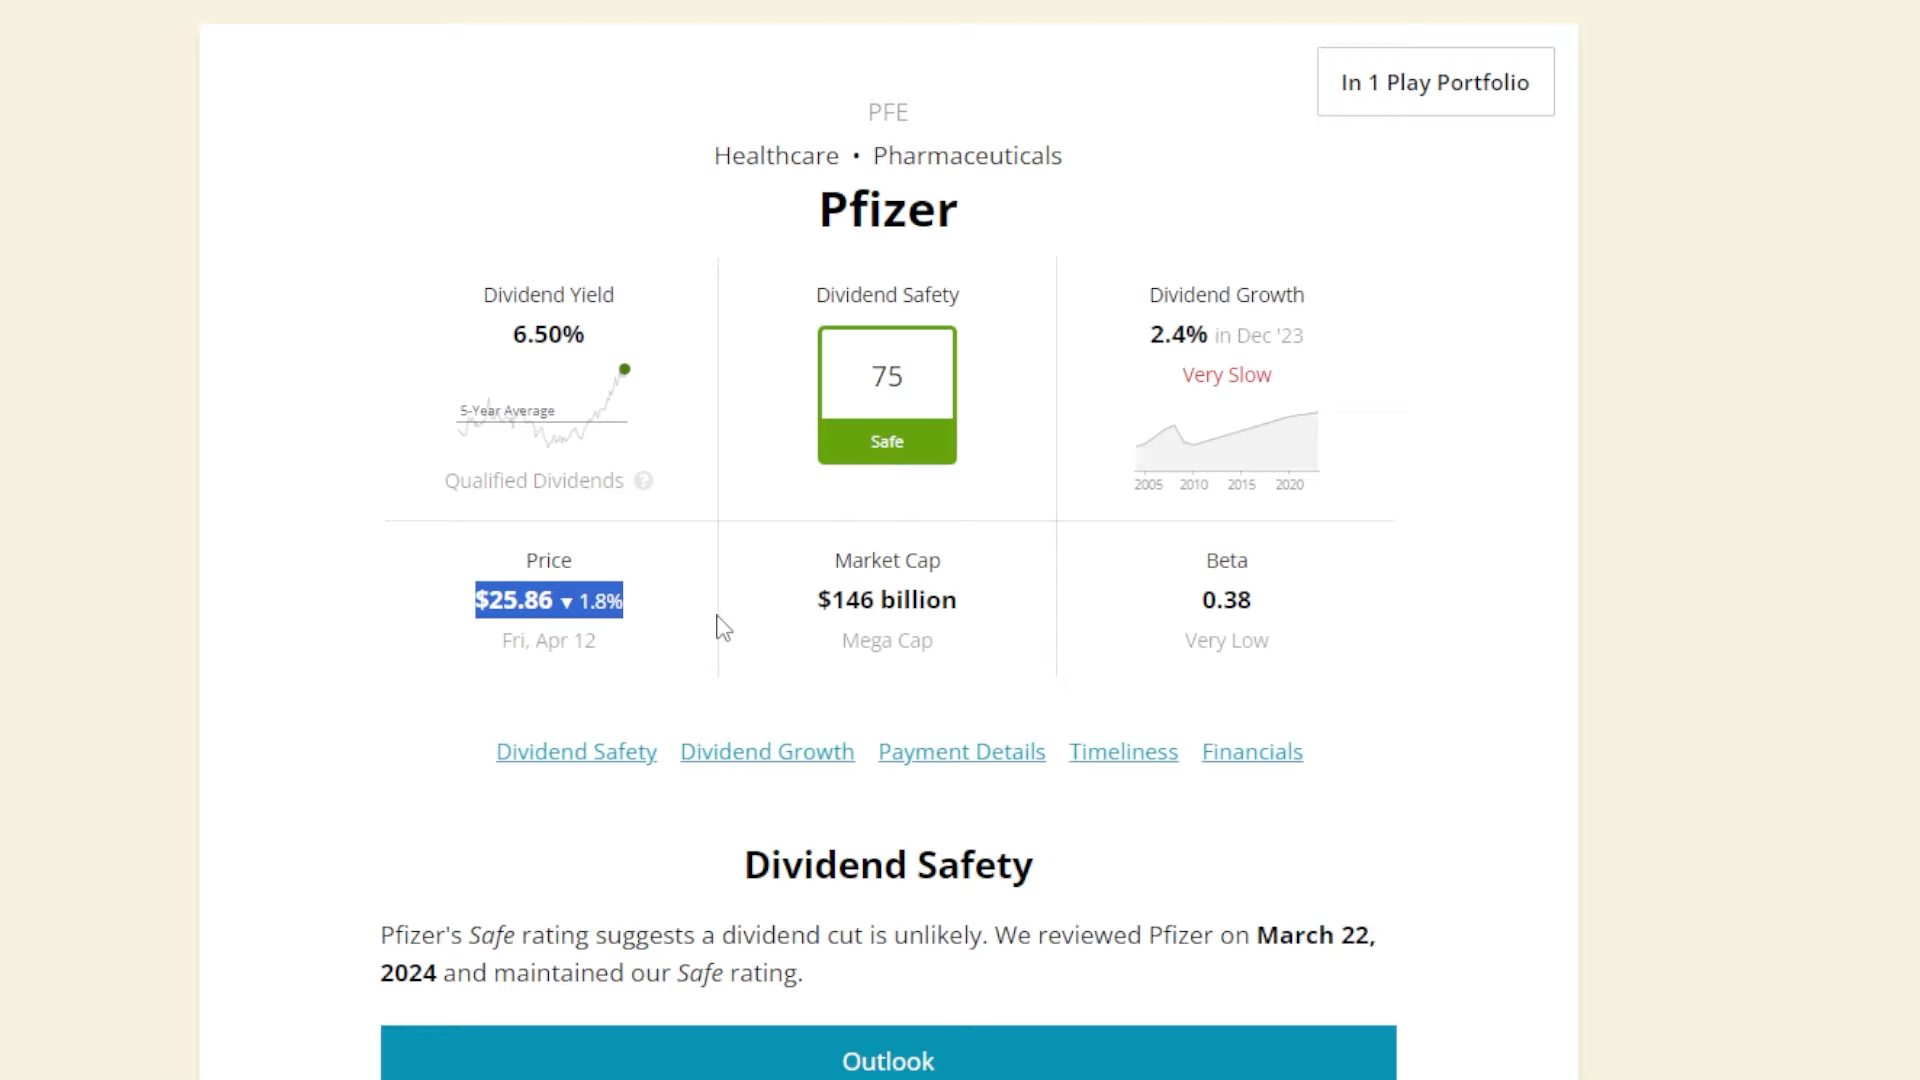 In 1 Play Portfolio
PFE
Healthcare • Pharmaceuticals
Pfizer
Dividend Yield
6.50%
5-Year Average
Qualified Dividends ?
Dividend Safety
75
Safe
Dividend Growth
2.4% in Dec '23
Very Slow
2005 2010 2015 2020
Price
$25.86 ▼ 1.8%
Fri, Apr 12
Market Cap
$146 billion
Mega Cap
Beta
0.38
Very Low
Dividend Safety Dividend Growth Payment Details Timeliness Financials
Dividend Safety
Pfizer's Safe rating suggests a dividend cut is unlikely. We reviewed Pfizer on March 22,
2024 and maintained our Safe rating.
Outlook